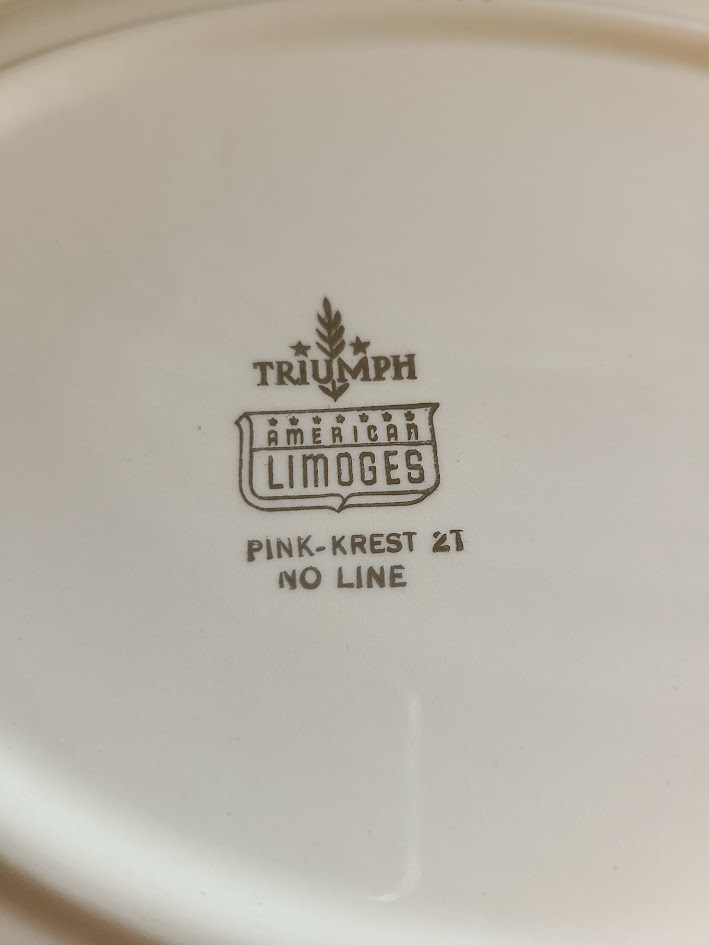 TRIUMPH
AMERICAN
LIMOGES
PINK-KREST 2T
NO LINE